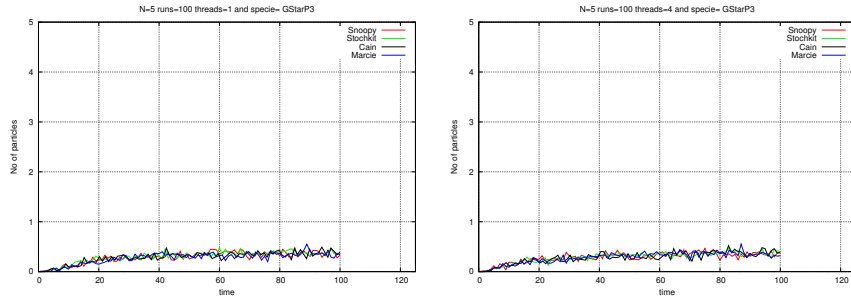 N=5 runs=100 threads=1 and specie= GStarP3
5
4
3
2
1
0
No of particles
0 20 40 60 80 100 120
time
Snoopy
Stochkit
Cain
Marcie
N=5 runs=100 threads=4 and specie= GStarP3
5
4
3
2
1
0
No of particles
0 20 40 60 80 100 120
time
Snoopy
Stochkit
Cain
Marcie